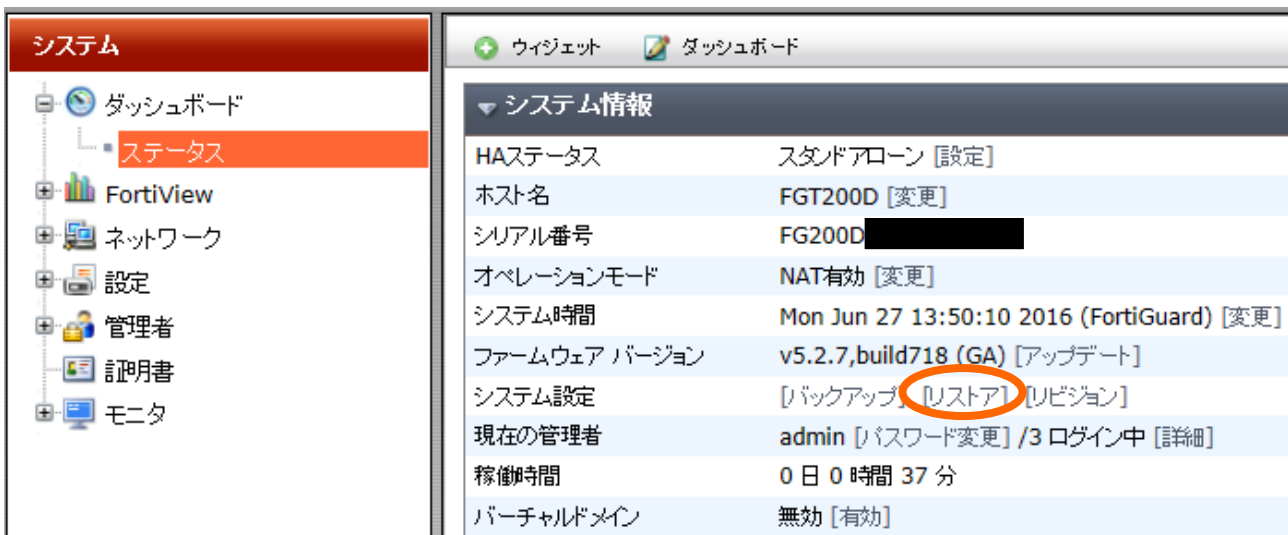 システム
ダッシュボード
ステータス
FortiView
ネットワーク
設定
管理者
証明書
モニタ
ウィジェット ダッシュボード
システム情報
HAステータス スタンドアローン [設定]
ホスト名 FGT200D [変更]
シリアル番号 FG200D
オペレーションモード NAT有効 [変更]
システム時間 Mon Jun 27 13:50:10 2016 (FortiGuard) [変更]
ファームウェア バージョン v5.2.7,build718 (GA) [アップデート]
システム設定 [バックアップ] [リストア] [リビジョン]
現在の管理者 admin [パスワード変更] /3 ログイン中 [詳細]
稼働時間 0 日 0 時間 37 分
バーチャルドメイン 無効 [有効]